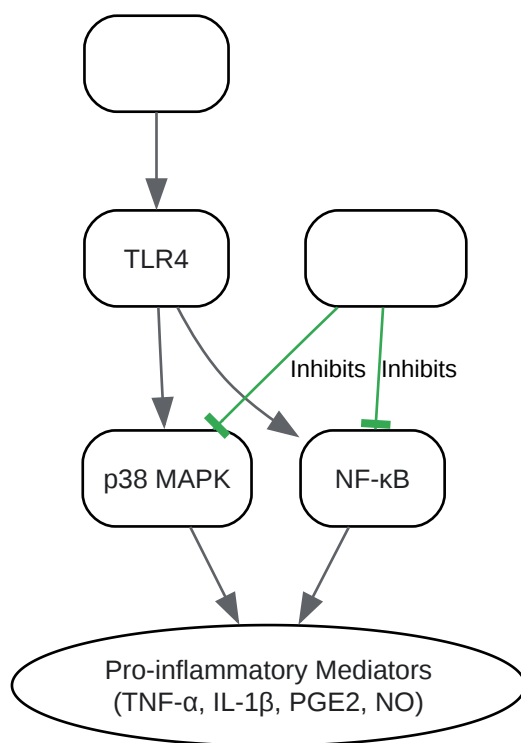 TLR4
Inhibits
Inhibits
p38 MAPK
NF-κB
Pro-inflammatory Mediators
(TNF-α, IL-1β, PGE2, NO)